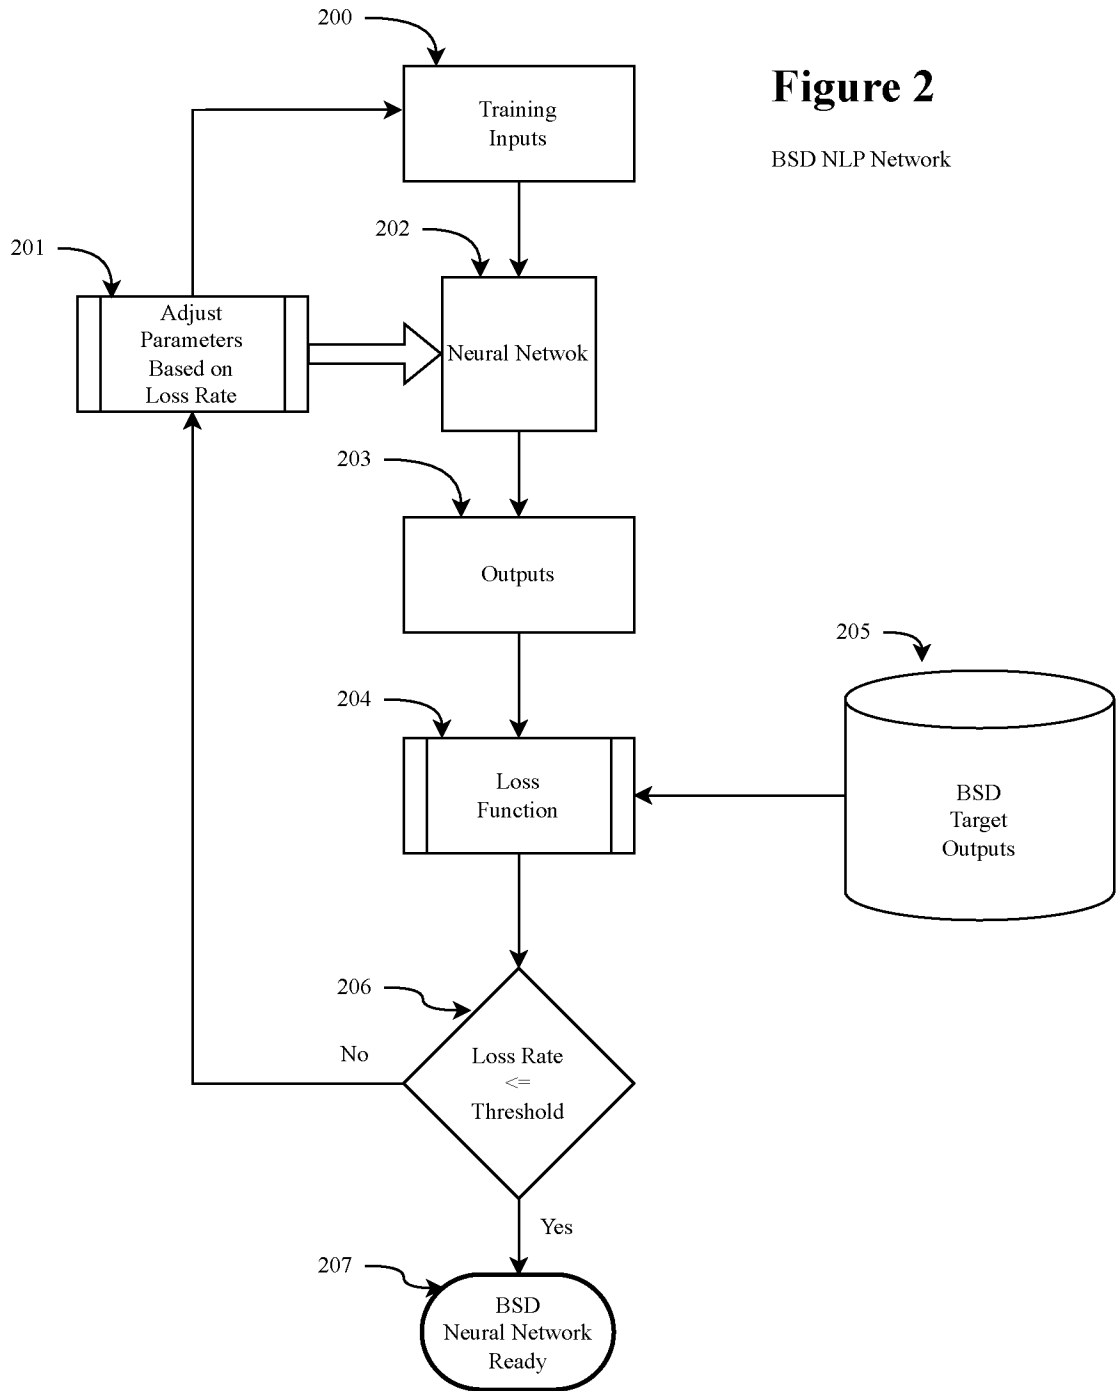 200
Figure 2
Training
Inputs
BSD NLP Network
201
202
Adjust
Parameters
Based on
Loss Rate
Neural Netwok
203
Outputs
205
204
Loss
Function
BSD
Target
Outputs
206
No
Loss Rate
<=
Threshold
Yes
207
BSD
Neural Network
Ready